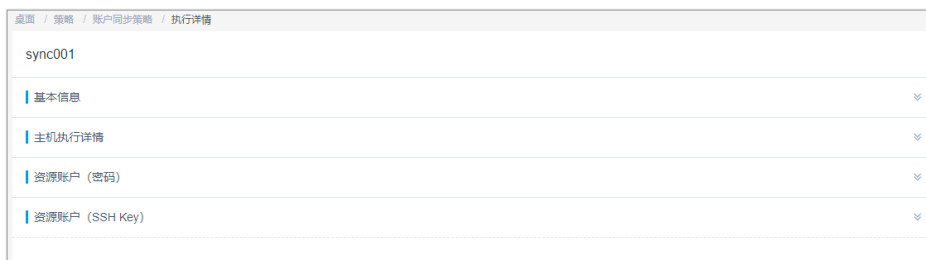 桌面 / 策略 / 账户同步策略 / 执行详情
sync001
基本信息
主机执行详情
资源账户（密码）
资源账户（SSH Key）